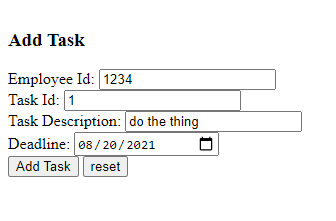 Add Task
Employee Id: 1234
Task Id: 1
Task Description: do the thing
Deadline: 08/20/2021
Add Task reset